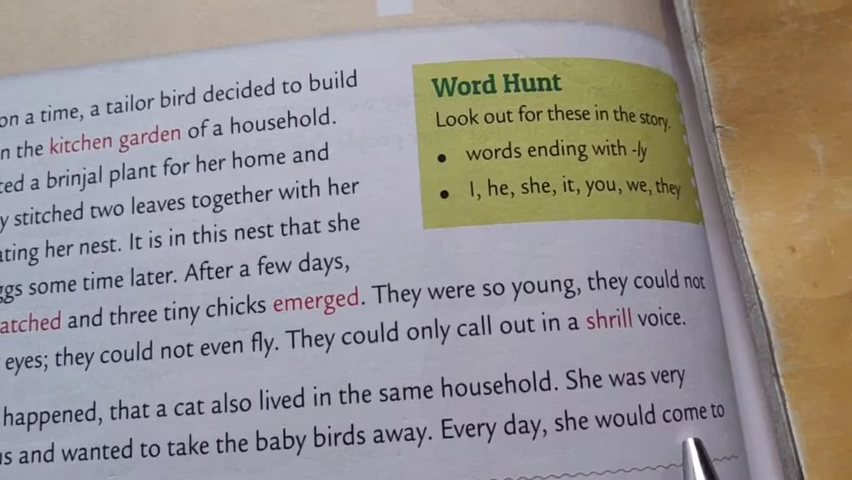 on a time, a tailor bird decided to build
n the kitchen garden of a household.
ted a brinjal plant for her home and
y stitched two leaves together with her
ating her nest. It is in this nest that she
ggs some time later. After a few days,
atched and three tiny chicks emerged. They were so young, they could not
eyes; they could not even fly. They could only call out in a shrill voice.
happened, that a cat also lived in the same household. She was very
us and wanted to take the baby birds away. Every day, she would come to
Word Hunt
Look out for these in the story.
• words ending with -ly
• I, he, she, it, you, we, they